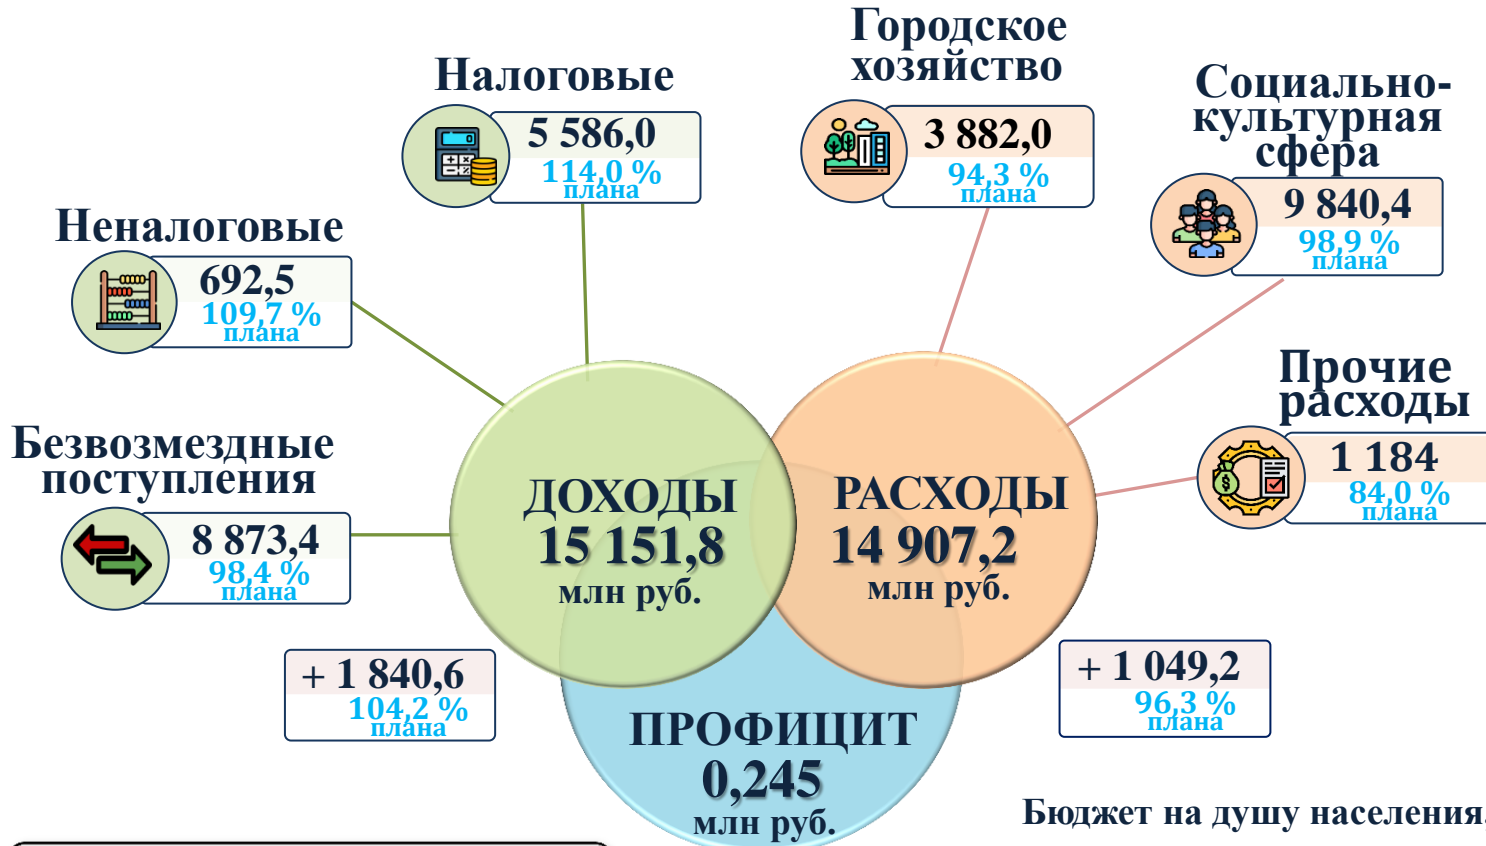 Налоговые
5 586,0
114,0 %
плана
Неналоговые
692,5
109,7 %
плана
Безвозмездные
поступления
8 873,4
98,4 %
плана
Городское
хозяйство
3 882,0
94,3 %
плана
Социально-
культурная
сфера
9 840,4
98,9 %
плана
Прочие
расходы
1 184
84,0 %
плана
ДОХОДЫ
15 151,8
млн руб.
РАСХОДЫ
14 907,2
млн руб.
+ 1 840,6
104,2 %
плана
+ 1 049,2
96,3 %
плана
ПРОФИЦИТ
0,245
млн руб.
Бюджет на душу населения,